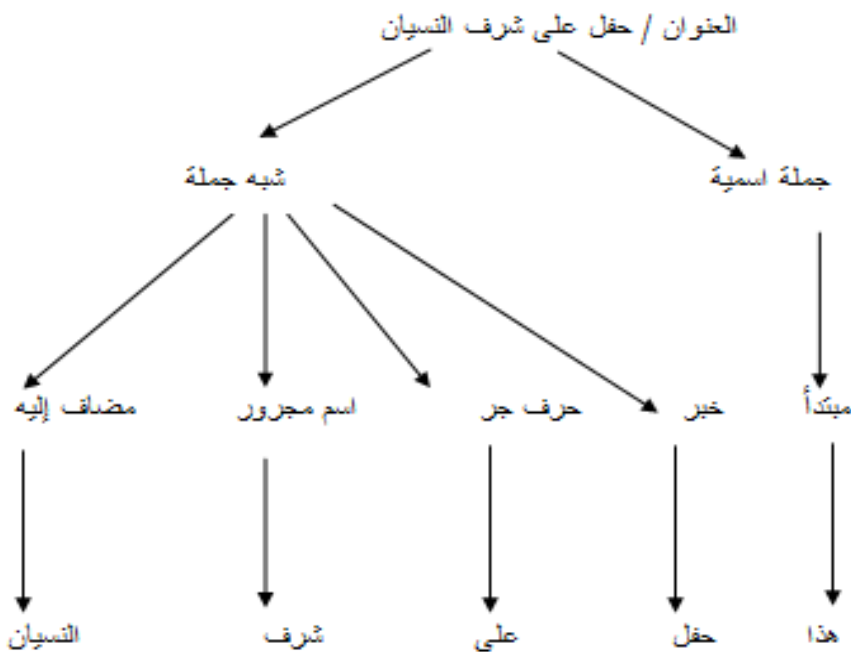 العنوان / حفل على شرف النسيان
جملة اسمية
شبه جملة
مبتدأ
خبر
حرف جر
اسم مجرور
مضاف إليه
هذا
حفل
على
شرف
النسيان